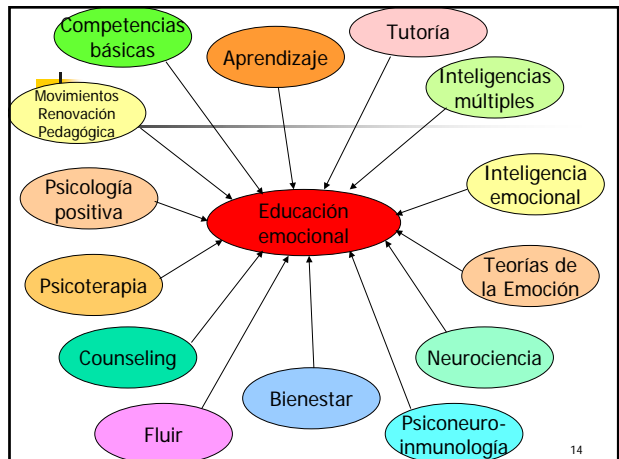 Competencias
básicas
Aprendizaje
Tutoría
Inteligencias
múltiples
Movimientos
Renovación
Pedagógica
Psicología
positiva
Educación
emocional
Inteligencia
emocional
Psicoterapia
Teorías de
la Emoción
Counseling
Neurociencia
Bienestar
Fluir
Psiconeuro-
inmunología
14